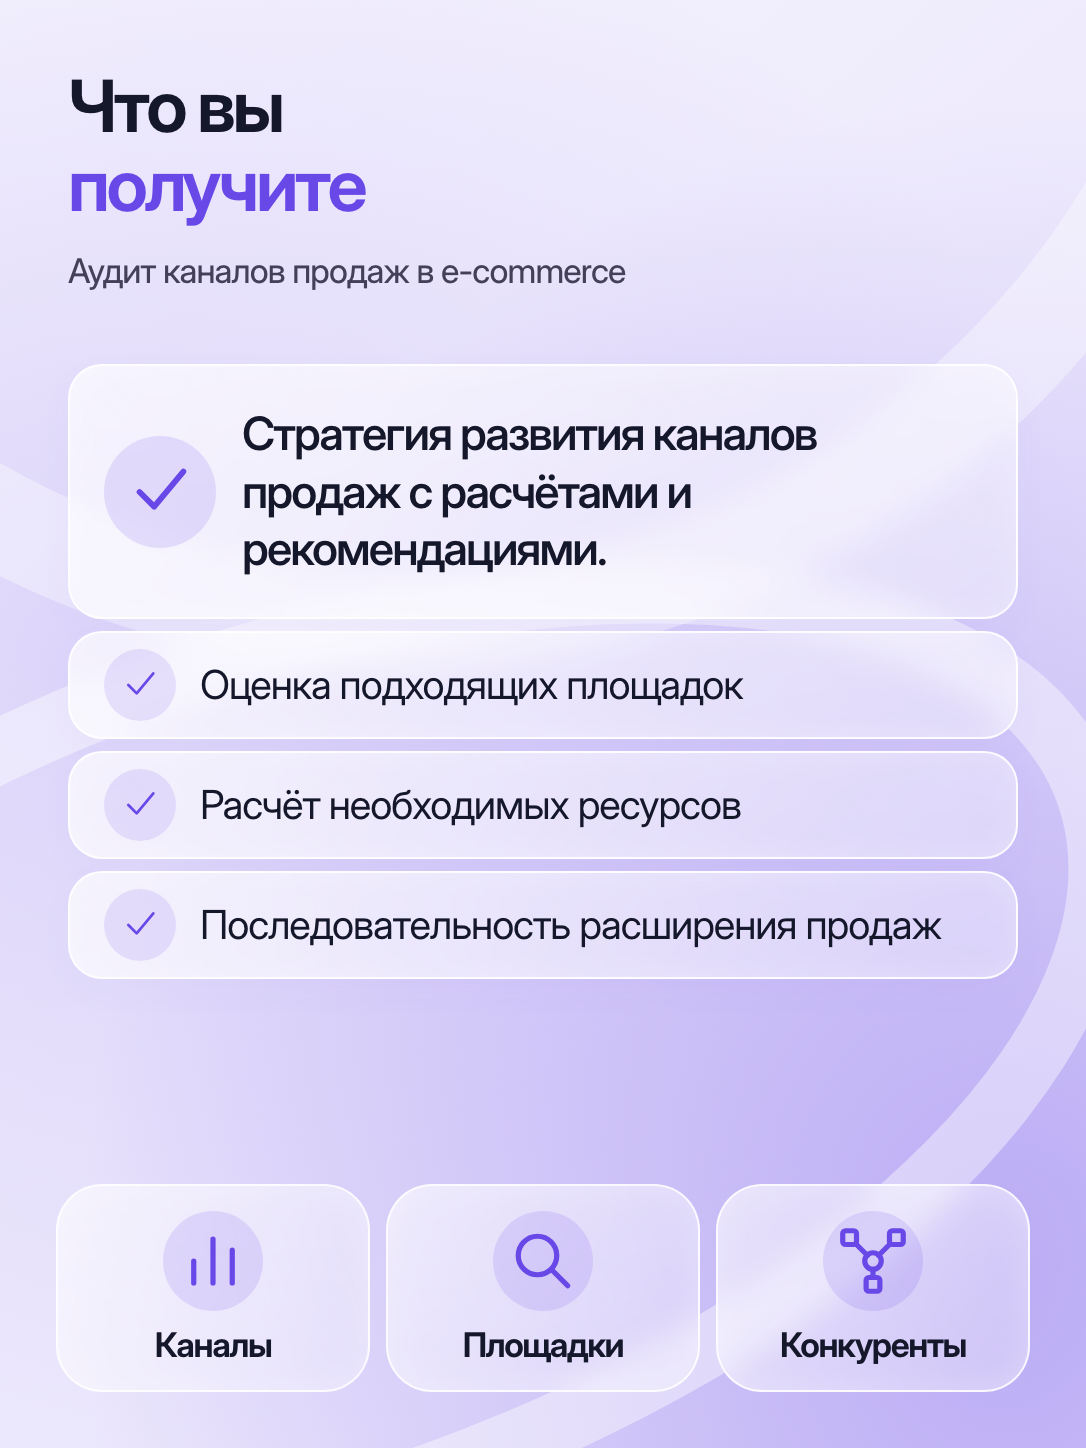 Что вы
получите
Аудит каналов продаж в e-commerce
Стратегия развития каналов
продаж с расчётами и
рекомендациями.
Оценка подходящих площадок
Расчёт необходимых ресурсов
Последовательность расширения продаж
Каналы
Площадки
Конкуренты